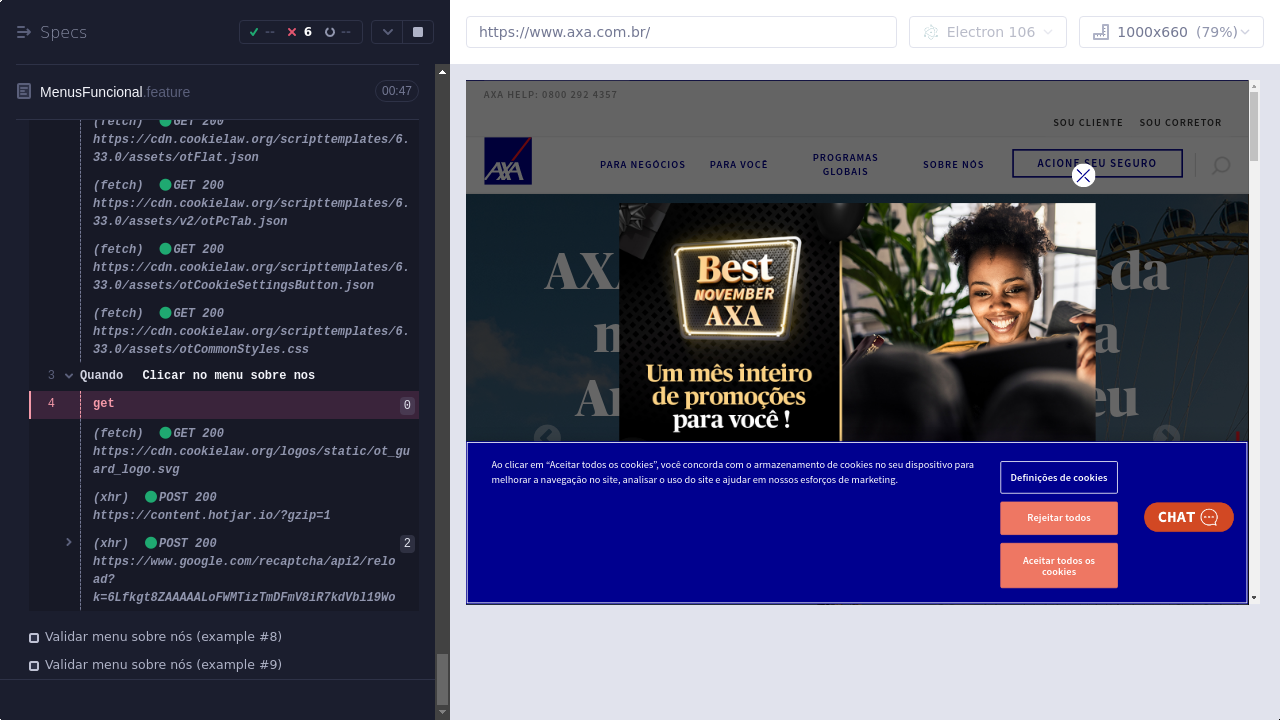 Specs
-- 6 --
MenusFuncional.feature
00:47
(fetch) GET 200
https://cdn.cookielaw.org/scripttemplates/6.
33.0/assets/otFlat.json
(fetch) GET 200
https://cdn.cookielaw.org/scripttemplates/6.
33.0/assets/v2/otPcTab.json
(fetch) GET 200
https://cdn.cookielaw.org/scripttemplates/6.
33.0/assets/otCookieSettingsButton.json
(fetch) GET 200
https://cdn.cookielaw.org/scripttemplates/6.
33.0/assets/otCommonStyles.css
3 Quando Clicar no menu sobre nos
4 get 0
(fetch) GET 200
https://cdn.cookielaw.org/logos/static/ot_gu
ard_logo.svg
(xhr) POST 200
https://content.hotjar.io/?gzip=1
(xhr) POST 200 2
https://www.google.com/recaptcha/api2/relo
ad?
k=6Lfkgt8ZAAAAALoFWMTizTmDFmV8iR7kdVbl19Wo
Validar menu sobre nós (example #8)
Validar menu sobre nós (example #9)
https://www.axa.com.br/
Electron 106
1000x660 (79%)
AXA HELP: 0800 292 4357
SOU CLIENTE SOU CORRETOR
AXA
PARA NEGÓCIOS PARA VOCÊ PROGRAMAS
GLOBAIS
SOBRE NÓS
ACIONE SEU SEGURO
AX
da
Best
NOVEMBER
AXA
Um mês inteiro
de promoções
para você !
Ao clicar em “Aceitar todos os cookies”, você concorda com o armazenamento de cookies no seu dispositivo para
melhorar a navegação no site, analisar o uso do site e ajudar em nossos esforços de marketing.
Definições de cookies
Rejeitar todos
Aceitar todos os
cookies
CHAT